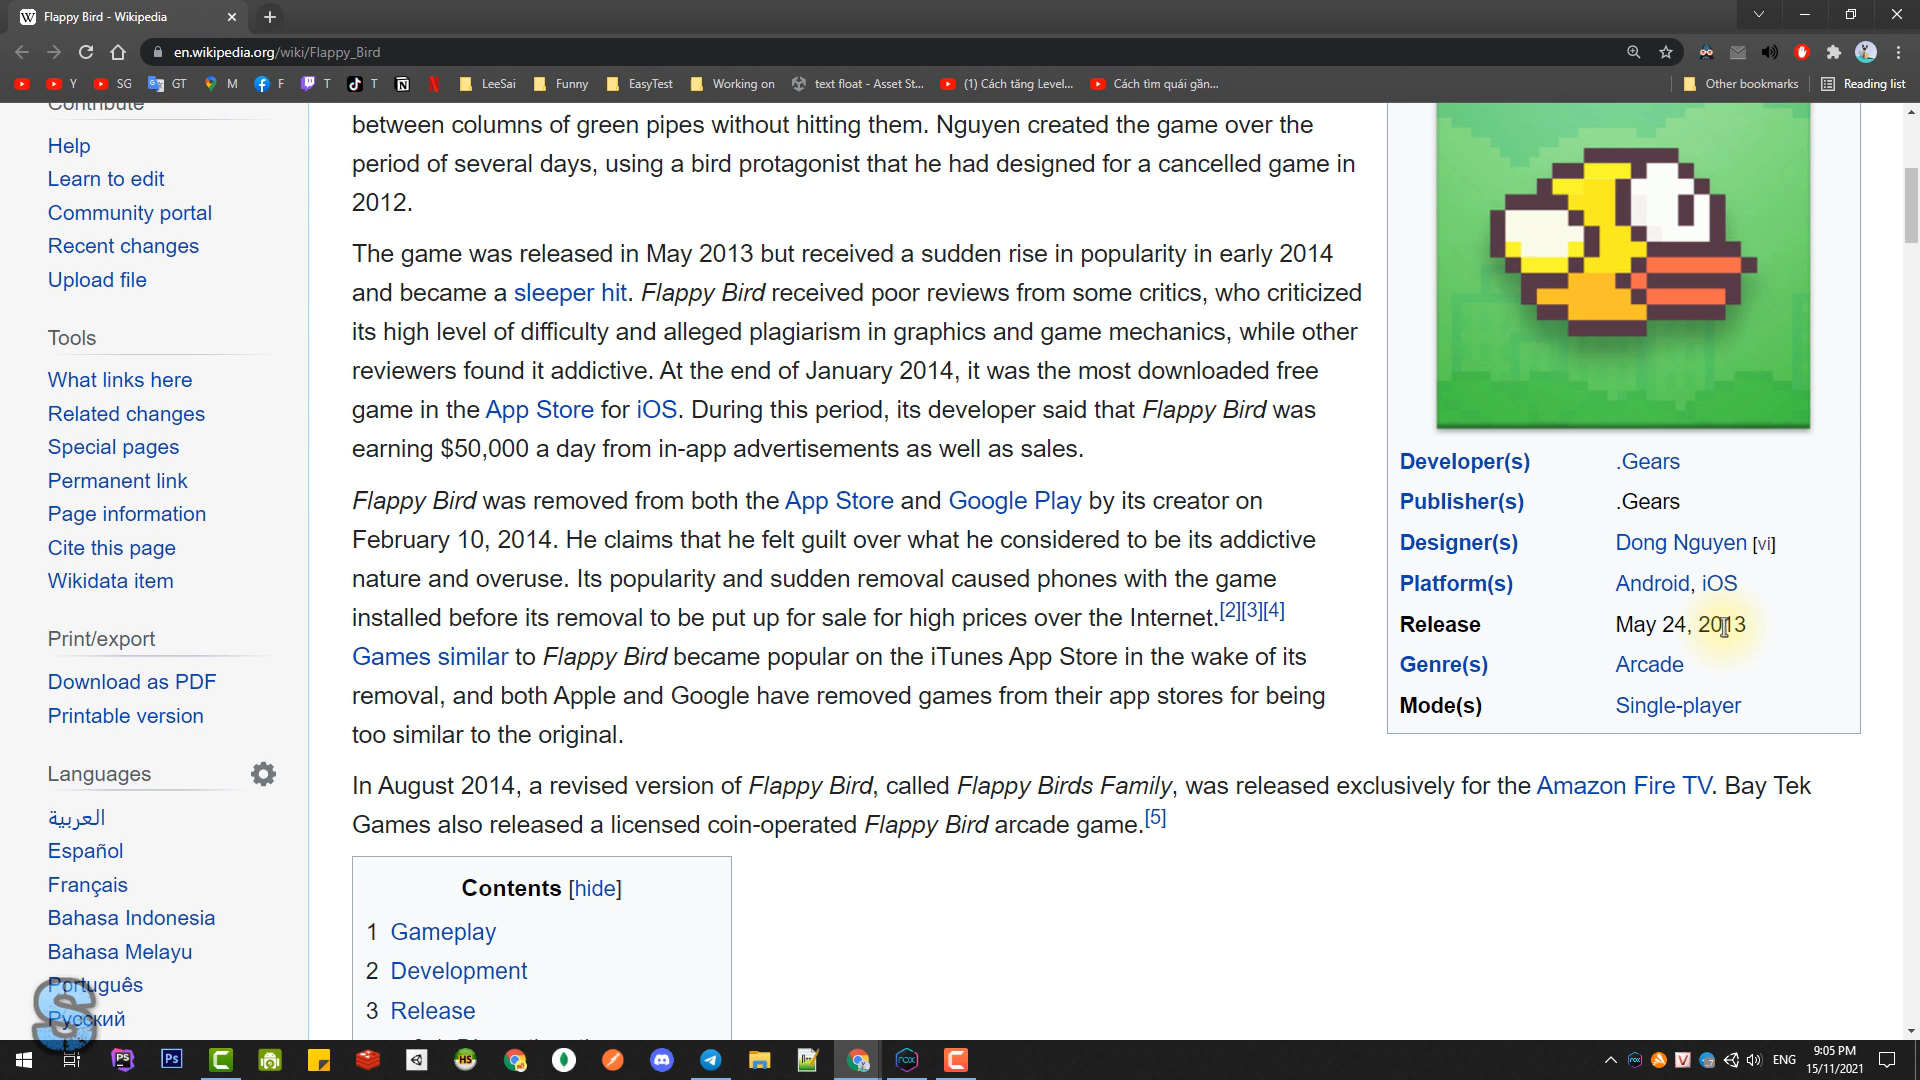 Flappy Bird - Wikipedia
en.wikipedia.org/wiki/Flappy_Bird
Y SG GT M F T T LeeSai Funny EasyTest Working on text float - Asset St... (1) Cách tăng Level... Cách tìm quái gần... Other bookmarks Reading list
Contribute
Help
Learn to edit
Community portal
Recent changes
Upload file
Tools
What links here
Related changes
Special pages
Permanent link
Page information
Cite this page
Wikidata item
Print/export
Download as PDF
Printable version
Languages
العربية
Español
Français
Bahasa Indonesia
Bahasa Melayu
Português
Русский
between columns of green pipes without hitting them. Nguyen created the game over the
period of several days, using a bird protagonist that he had designed for a cancelled game in
2012.
The game was released in May 2013 but received a sudden rise in popularity in early 2014
and became a sleeper hit. Flappy Bird received poor reviews from some critics, who criticized
its high level of difficulty and alleged plagiarism in graphics and game mechanics, while other
reviewers found it addictive. At the end of January 2014, it was the most downloaded free
game in the App Store for iOS. During this period, its developer said that Flappy Bird was
earning $50,000 a day from in-app advertisements as well as sales.
Flappy Bird was removed from both the App Store and Google Play by its creator on
February 10, 2014. He claims that he felt guilt over what he considered to be its addictive
nature and overuse. Its popularity and sudden removal caused phones with the game
installed before its removal to be put up for sale for high prices over the Internet.[2][3][4]
Games similar to Flappy Bird became popular on the iTunes App Store in the wake of its
removal, and both Apple and Google have removed games from their app stores for being
too similar to the original.
In August 2014, a revised version of Flappy Bird, called Flappy Birds Family, was released exclusively for the Amazon Fire TV. Bay Tek
Games also released a licensed coin-operated Flappy Bird arcade game.[5]
Developer(s) .Gears
Publisher(s) .Gears
Designer(s) Dong Nguyen [vi]
Platform(s) Android, iOS
Release May 24, 2013
Genre(s) Arcade
Mode(s) Single-player
Contents [hide]
1 Gameplay
2 Development
3 Release
S
ENG
9:05 PM
15/11/2021